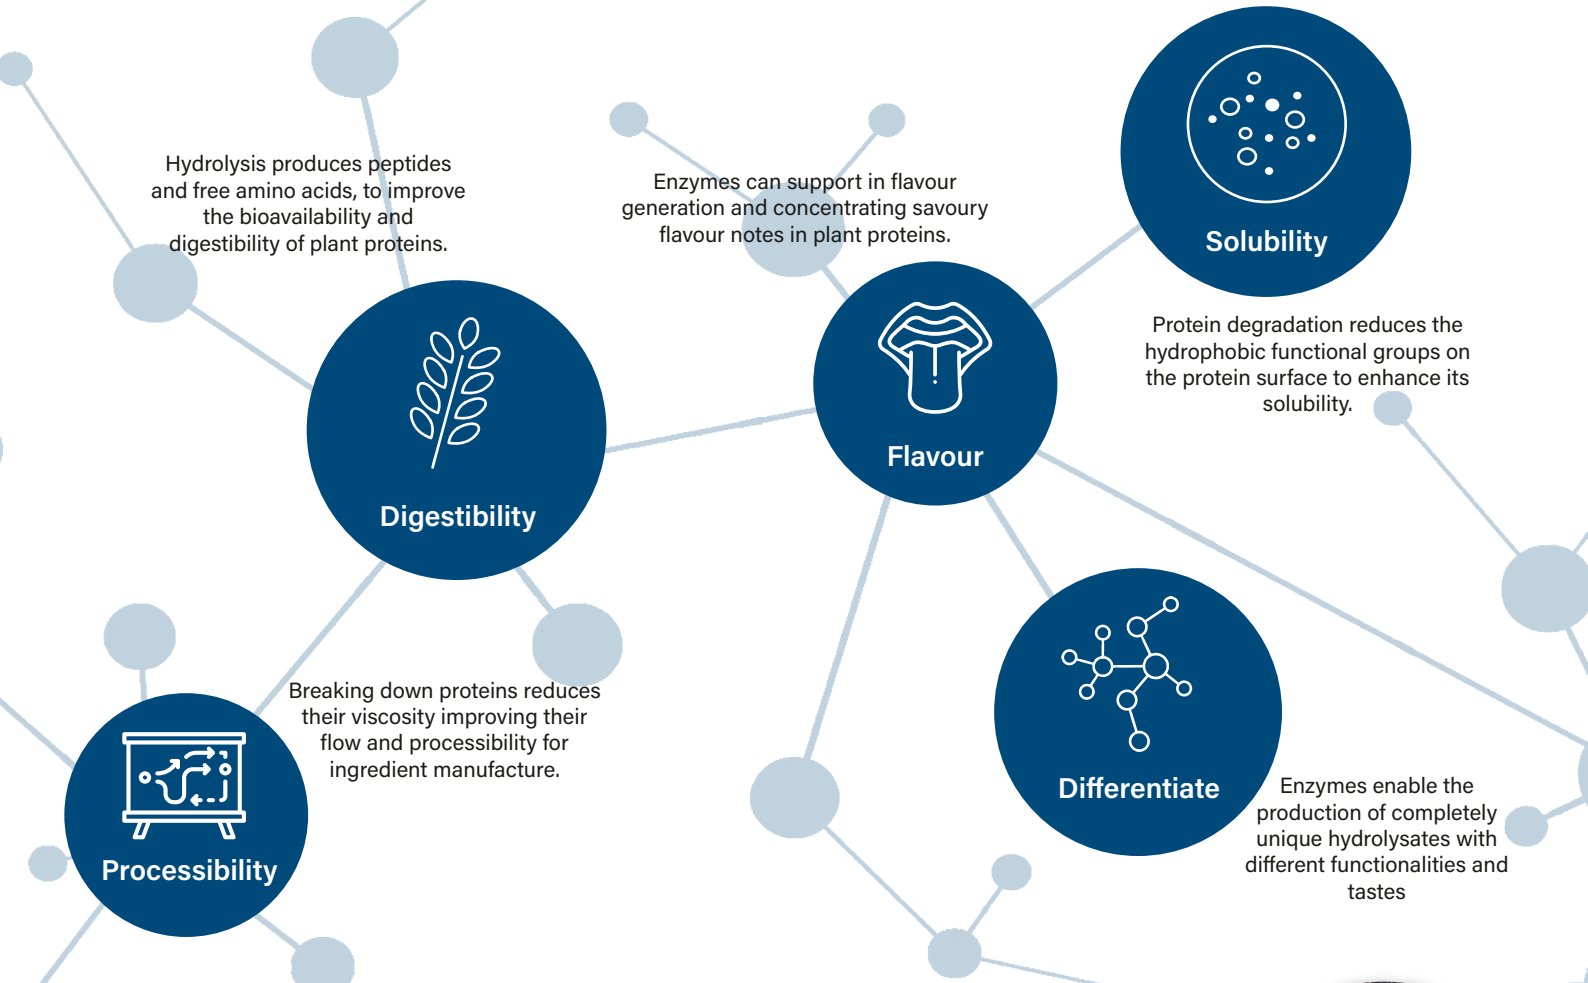 Hydrolysis produces peptides
and free amino acids, to improve
the bioavailability and
digestibility of plant proteins.
Digestibility
Enzymes can support in flavour
generation and concentrating savoury
flavour notes in plant proteins.
Flavour
Solubility
Protein degradation reduces the
hydrophobic functional groups on
the protein surface to enhance its
solubility.
Breaking down proteins reduces
their viscosity improving their
flow and processibility for
ingredient manufacture.
Processibility
Differentiate
Enzymes enable the
production of completely
unique hydrolysates with
different functionalities and
tastes